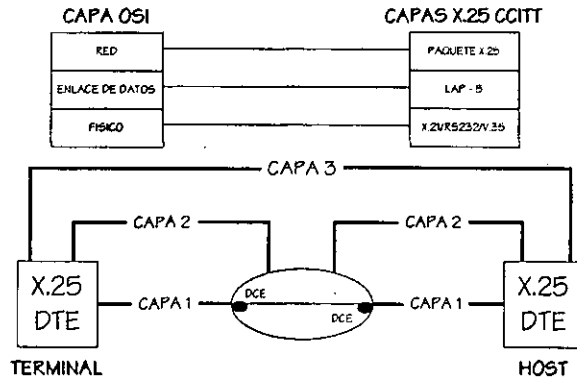 CAPA OSI
CAPAS X.25 CCITT
RED
PAQUETE X.25
ENLACE DE DATOS
LAP - B
FISICO
X.21/RS232/V.35
CAPA 3
CAPA 2
CAPA 2
X.25
DTE
CAPA 1
DCE
DCE
CAPA 1
X.25
DTE
TERMINAL
HOST